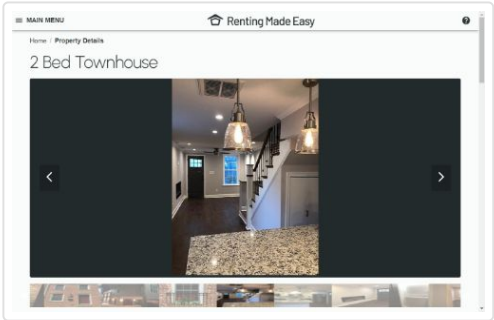 MAIN MENU
Renting Made Easy
Home / Property Details
2 Bed Townhouse